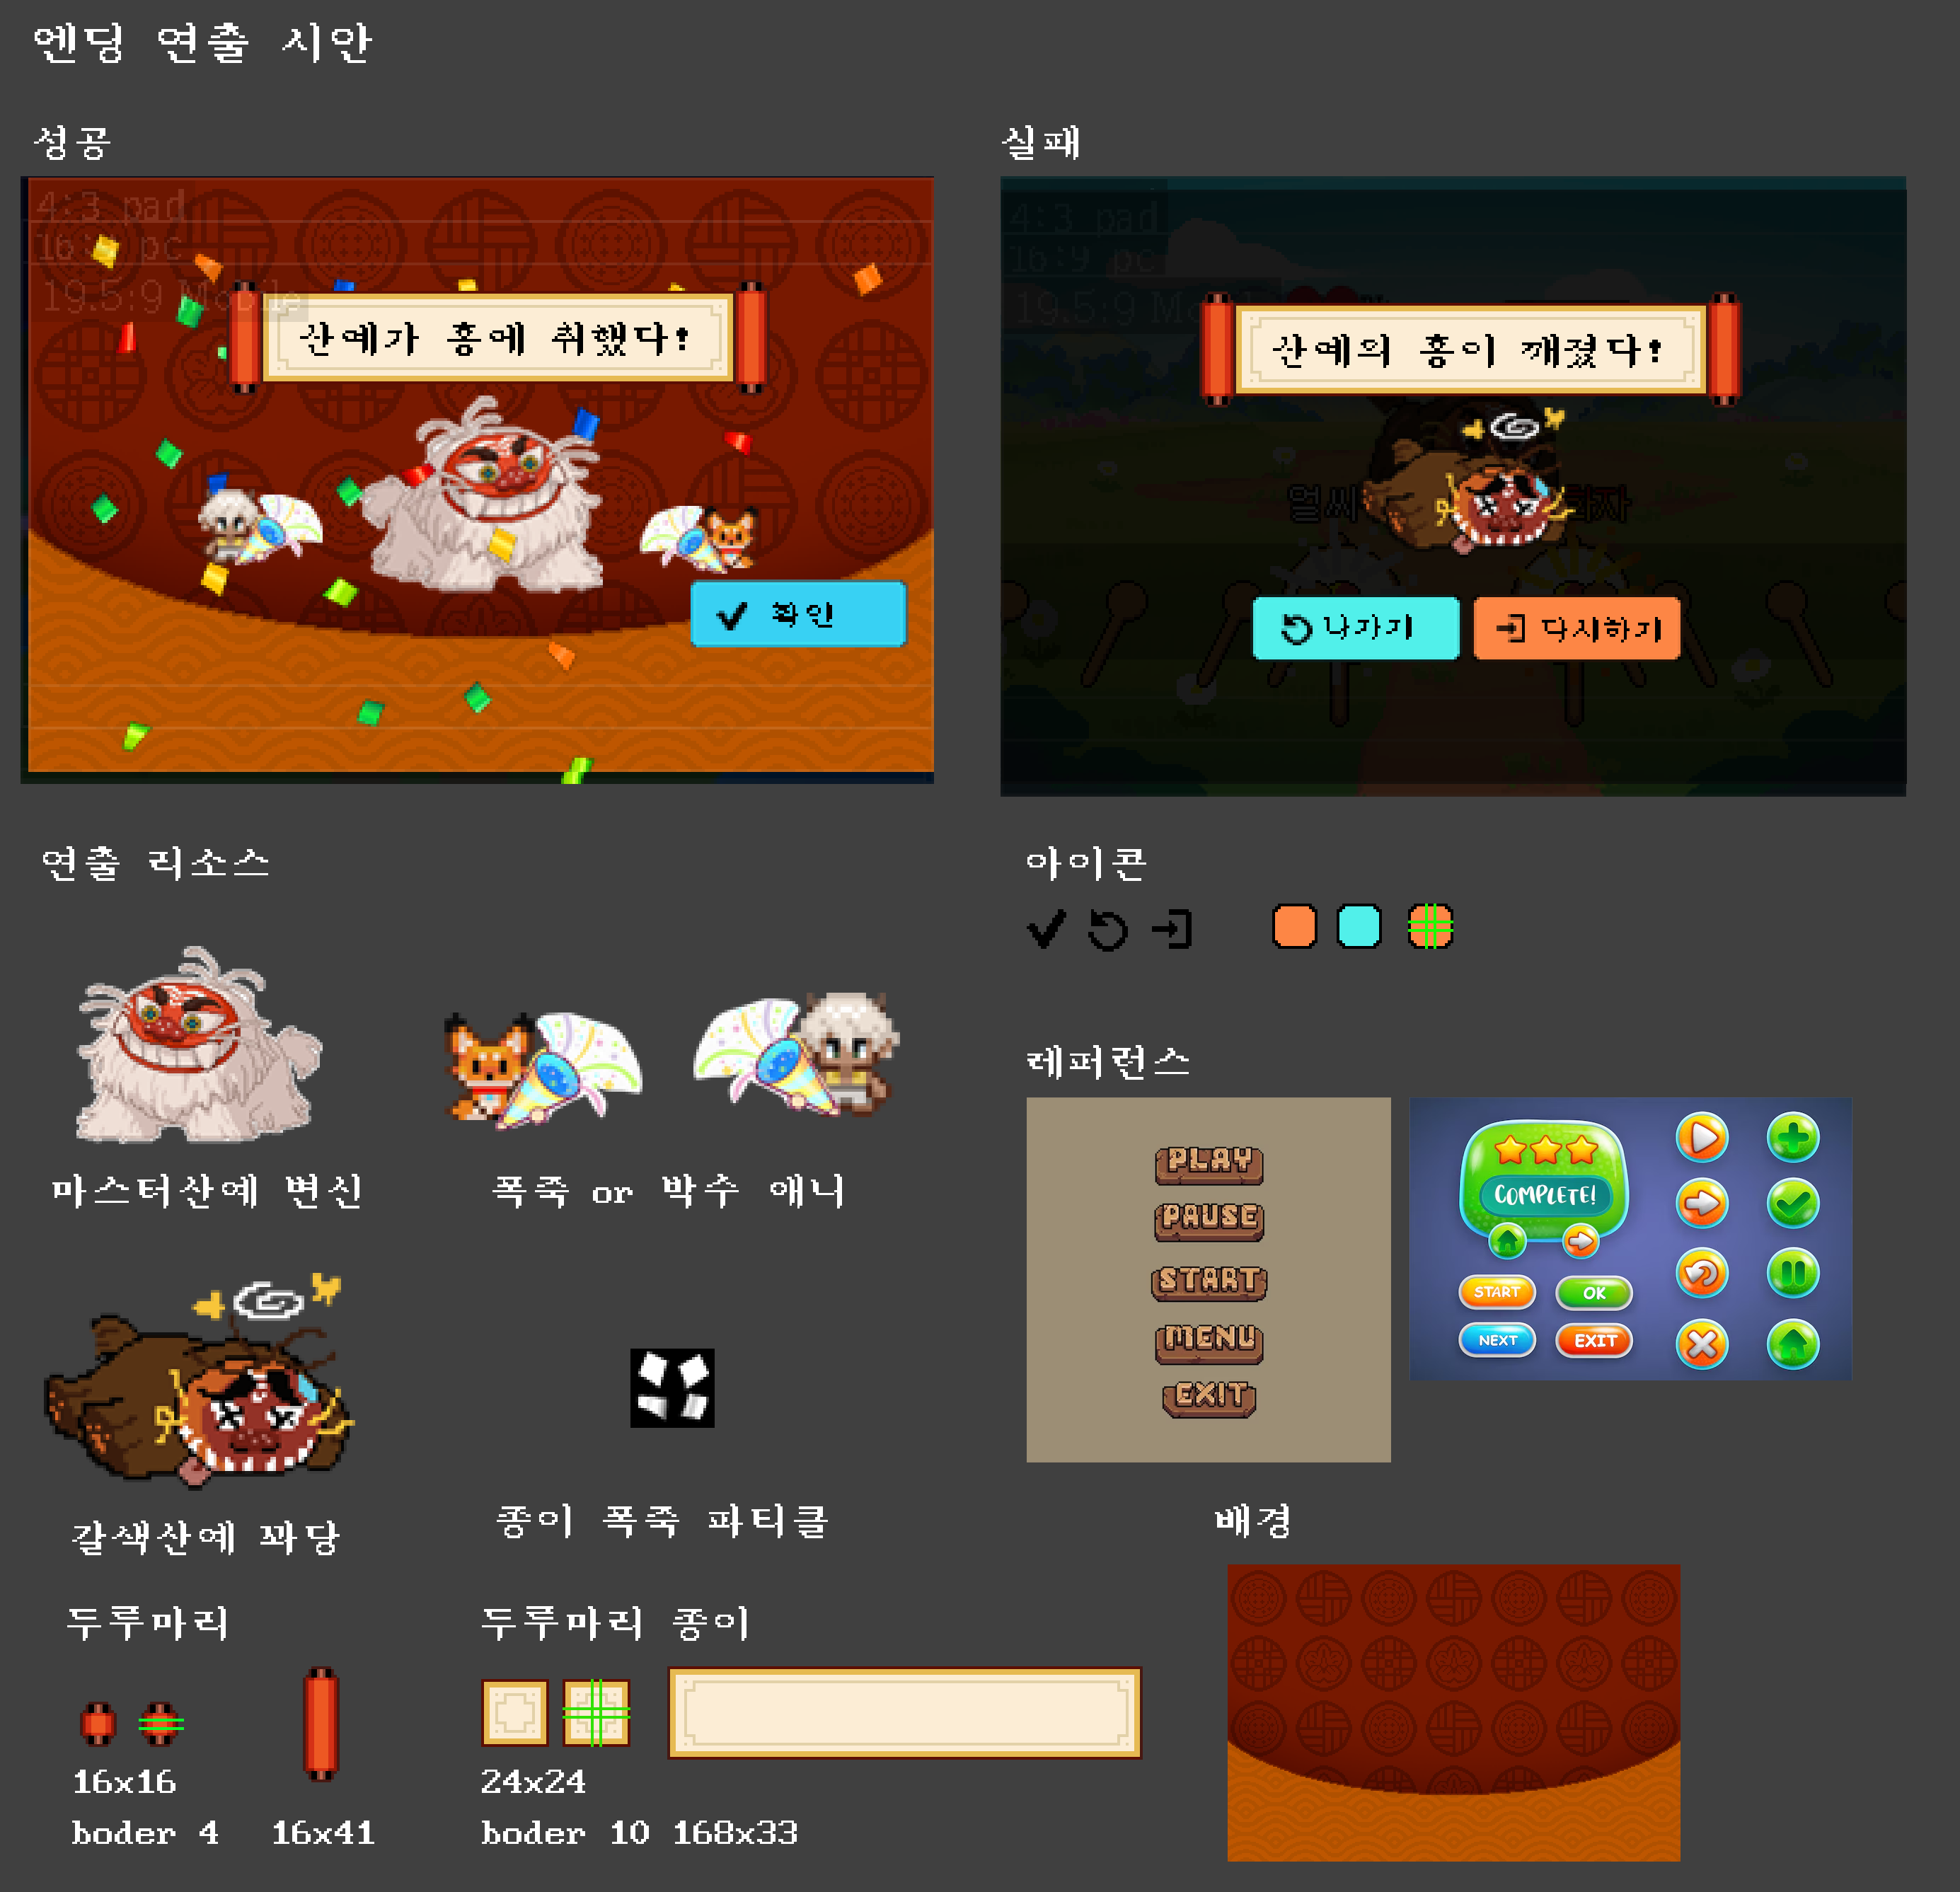 엔딩 연출 시안
성공
실패
4:3 pad
16: pc
19.5:9 Mobile
산예가 흥에 취했다!
확인
4:3 pad
16:9 pc
19.5:9 Mo
산예의 흥이 깨졌다!
얼씨
화자
나가기
다시하기
연출 리소스
아이콘
마스터산예 변신
폭죽 or 박수 애니
레퍼런스
PLAY
PAUSE
START
MENU
EXIT
COMPLETE!
START
OK
NEXT
EXIT
갈색산예 꽈당
종이 폭죽 파티클
배경
두루마리
두루마리 종이
16x16
boder 4
16x41
24x24
boder 10
168x33